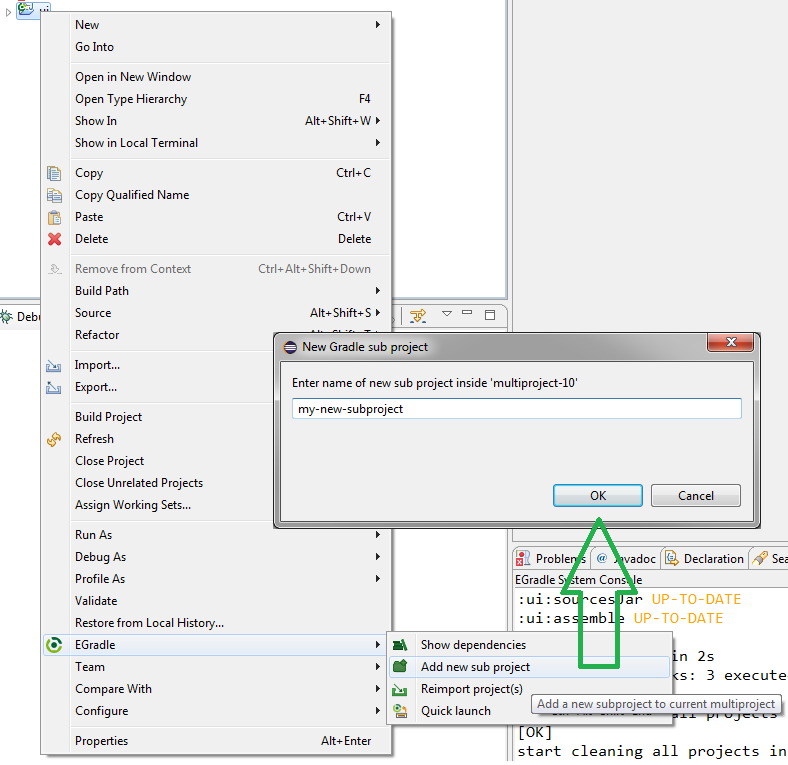 ui
New
Go Into
Open in New Window
Open Type Hierarchy F4
Show In Alt+Shift+W
Show in Local Terminal
Copy Ctrl+C
Copy Qualified Name
Paste Ctrl+V
Delete Delete
Remove from Context Ctrl+Alt+Shift+Down
Build Path
Source Alt+Shift+S
Refactor
Import...
Export...
Build Project
Refresh
Close Project
Close Unrelated Projects
Assign Working Sets...
Run As
Debug As
Profile As
Validate
Restore from Local History...
EGradle
Team
Compare With
Configure
Properties Alt+Enter
Debu
New Gradle sub project
Enter name of new sub project inside 'multiproject-10'
my-new-subproject
OK Cancel
Problems @ Javadoc Declaration Sea
EGradle System Console
:ui:sourcesJar UP-TO-DATE
:ui:assemble UP-TO-DATE
in 2s
ks: 3 execute
all projects
[OK]
start cleaning all projects in
Show dependencies
Add new sub project
Reimport project(s)
Quick launch
Add a new subproject to current multiproject